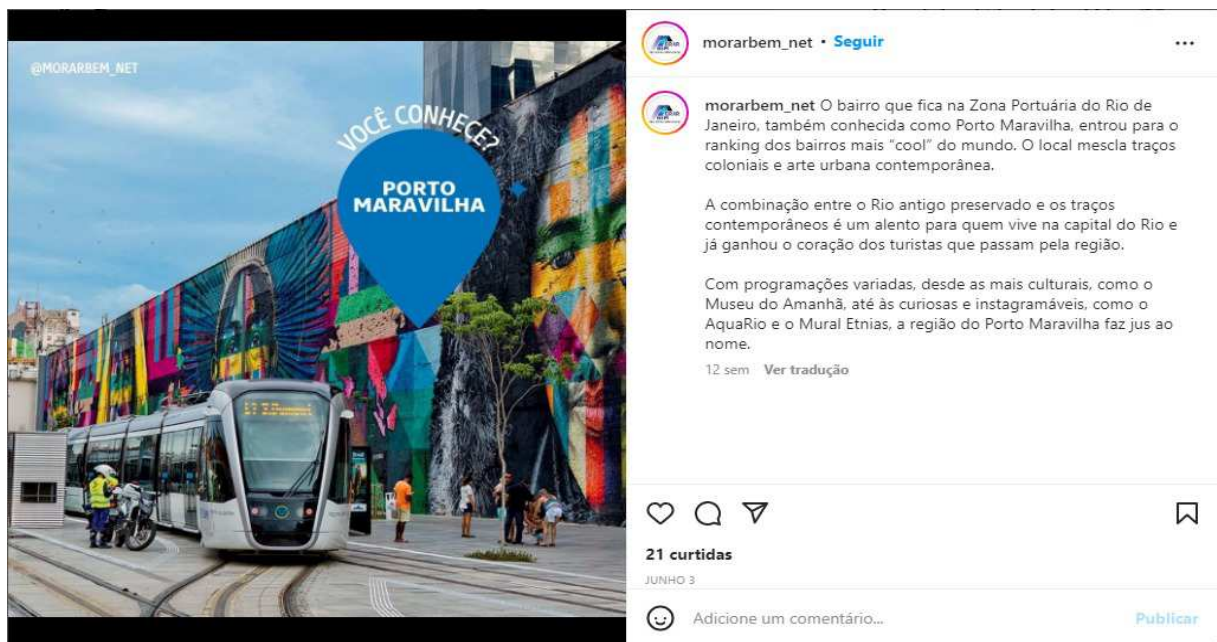 @MORARBEM_NET
VOCÊ CONHECE?
PORTO
MARAVILHA
morarbem_net • Seguir
morarbem_net O bairro que fica na Zona Portuária do Rio de
Janeiro, também conhecida como Porto Maravilha, entrou para o
ranking dos bairros mais “cool” do mundo. O local mescla traços
coloniais e arte urbana contemporânea.
A combinação entre o Rio antigo preservado e os traços
contemporâneos é um alento para quem vive na capital do Rio e
já ganhou o coração dos turistas que passam pela região.
Com programações variadas, desde as mais culturais, como o
Museu do Amanhã, até às curiosas e instagramáveis, como o
AquaRio e o Mural Etnias, a região do Porto Maravilha faz jus ao
nome.
12 sem Ver tradução
21 curtidas
JUNHO 3
Adicione um comentário... Publicar